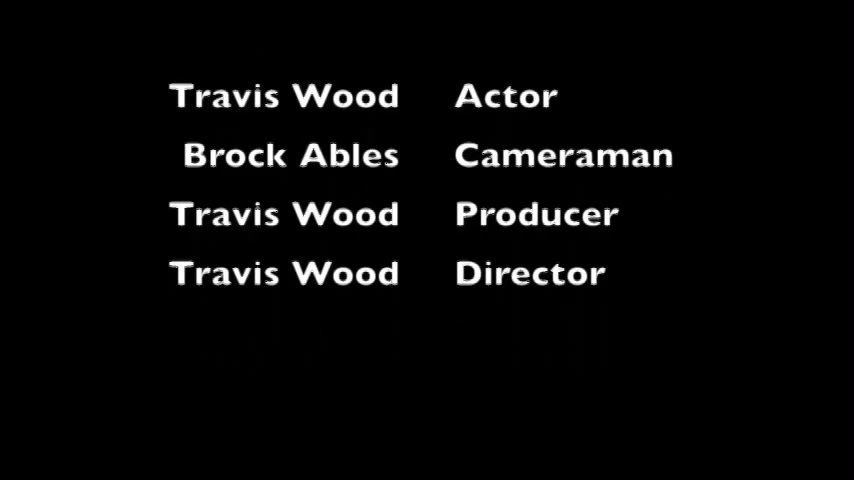 Travis Wood Actor
Brock Ables Cameraman
Travis Wood Producer
Travis Wood Director